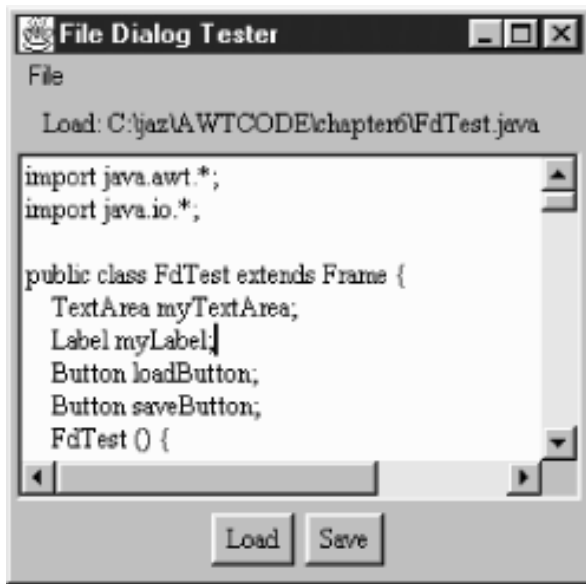 File Dialog Tester
File
Load: C:\jaz\AWTCODE\chapter6\FdTest.java
import java.awt.*;
import java.io.*;
public class FdTest extends Frame {
TextArea myTextArea;
Label myLabel;
Button loadButton;
Button saveButton;
FdTest () {
Load Save